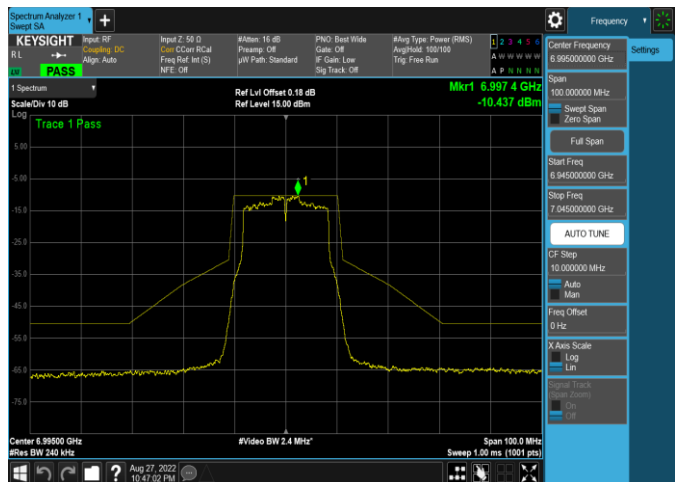 Spectrum Analyzer 1
Swept SA
Frequency
KEYSIGHT
RL
LW
PASS
Input: RF
Coupling: DC
Align: Auto
Input Z: 50 Ω
Corr CCorr RCal
Freq Ref: Int (S)
NFE: Off
#Atten: 16 dB
Preamp: Off
µW Path: Standard
PNO: Best Wide
Gate: Off
IF Gain: Low
Sig Track: Off
#Avg Type: Power (RMS)
Avg|Hold: 100/100
Trig: Free Run
1 2 3 4 5 6
A W W W W W
A P N N N N
1 Spectrum
Scale/Div 10 dB
Log
Ref Lvl Offset 0.18 dB
Ref Level 15.00 dBm
Mkr1 6.997 4 GHz
-10.437 dBm
Trace 1 Pass
1
5.00
-5.00
-15.0
-25.0
-35.0
-45.0
-55.0
-65.0
-75.0
Center 6.99500 GHz
#Res BW 240 kHz
#Video BW 2.4 MHz*
Span 100.0 MHz
Sweep 1.00 ms (1001 pts)
Aug 27, 2022
10:47:02 PM
Center Frequency
6.995000000 GHz
Settings
Span
100.000000 MHz
Swept Span
Zero Span
Full Span
Start Freq
6.945000000 GHz
Stop Freq
7.045000000 GHz
AUTO TUNE
CF Step
10.000000 MHz
Auto
Man
Freq Offset
0 Hz
X Axis Scale
Log
Lin
Signal Track
(Span Zoom)
On
Off